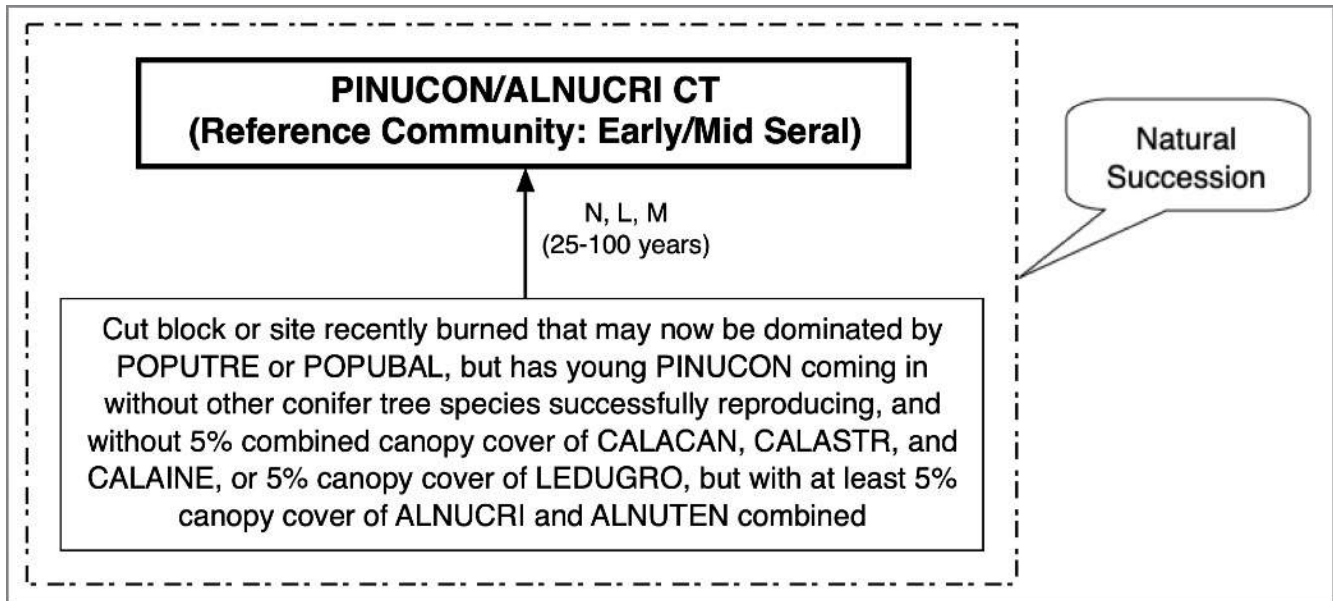 PINUCON/ALNUCRI CT
(Reference Community: Early/Mid Seral)
Natural
Succession
N, L, M
(25-100 years)
Cut block or site recently burned that may now be dominated by
POPUTRE or POPUBAL, but has young PINUCON coming in
without other conifer tree species successfully reproducing, and
without 5% combined canopy cover of CALACAN, CALASTR, and
CALAINE, or 5% canopy cover of LEDUGRO, but with at least 5%
canopy cover of ALNUCRI and ALNUTEN combined